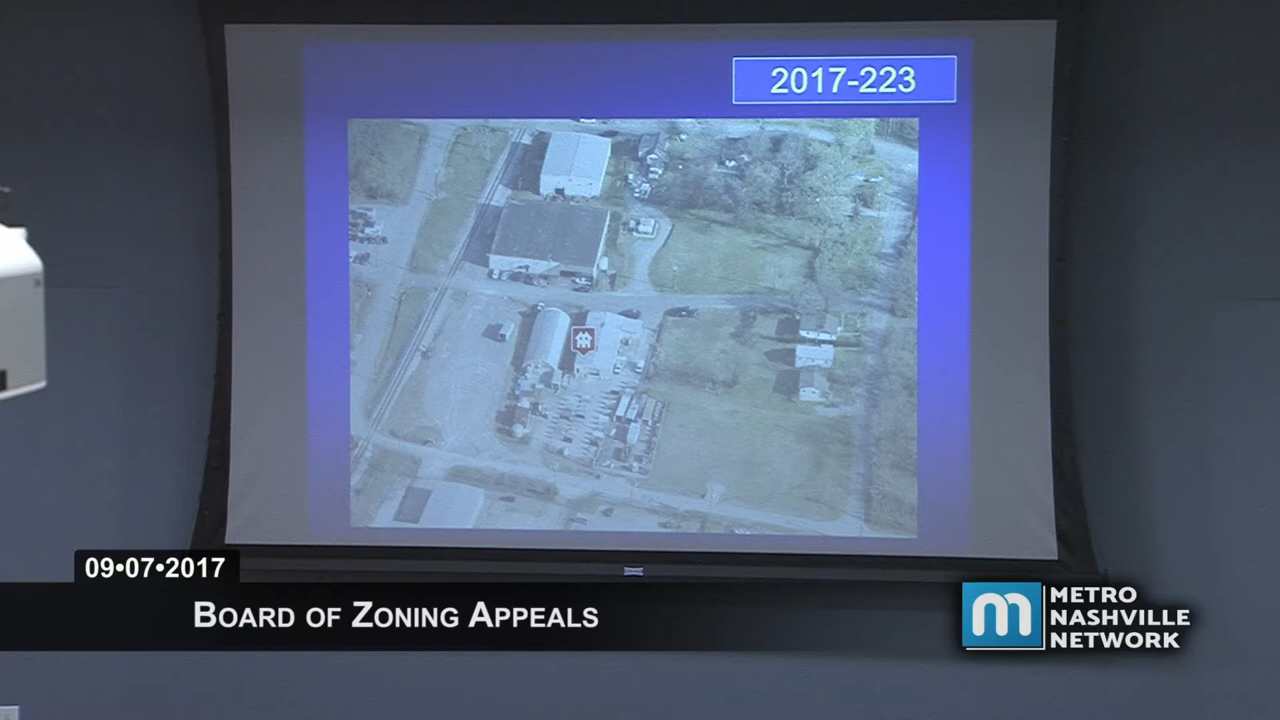 2017-223
09•07•2017
BOARD OF ZONING APPEALS
METRO
NASHVILLE
NETWORK